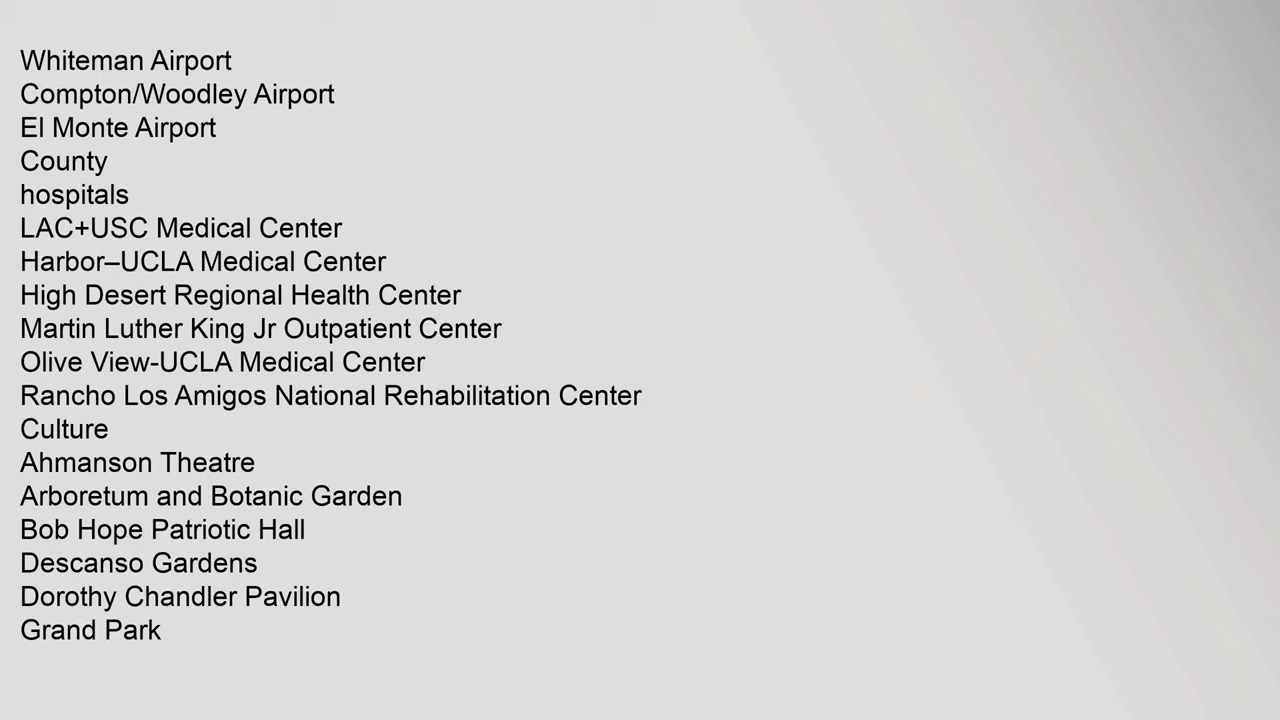 Whiteman Airport
Compton/Woodley Airport
El Monte Airport
County
hospitals
LAC+USC Medical Center
Harbor–UCLA Medical Center
High Desert Regional Health Center
Martin Luther King Jr Outpatient Center
Olive View-UCLA Medical Center
Rancho Los Amigos National Rehabilitation Center
Culture
Ahmanson Theatre
Arboretum and Botanic Garden
Bob Hope Patriotic Hall
Descanso Gardens
Dorothy Chandler Pavilion
Grand Park